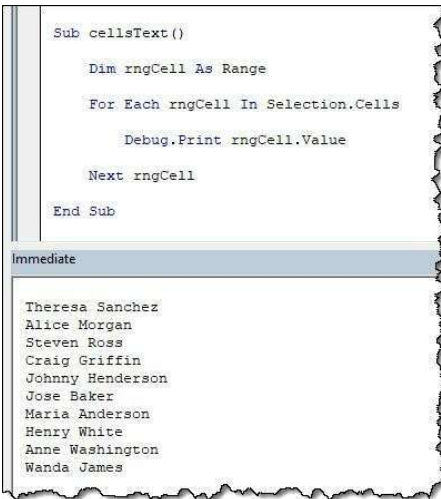 Sub cellsText()
Dim rngCell As Range
For Each rngCell In Selection.Cells
Debug.Print rngCell.Value
Next rngCell
End Sub
Immediate
Theresa Sanchez
Alice Morgan
Steven Ross
Craig Griffin
Johnny Henderson
Jose Baker
Maria Anderson
Henry White
Anne Washington
Wanda James